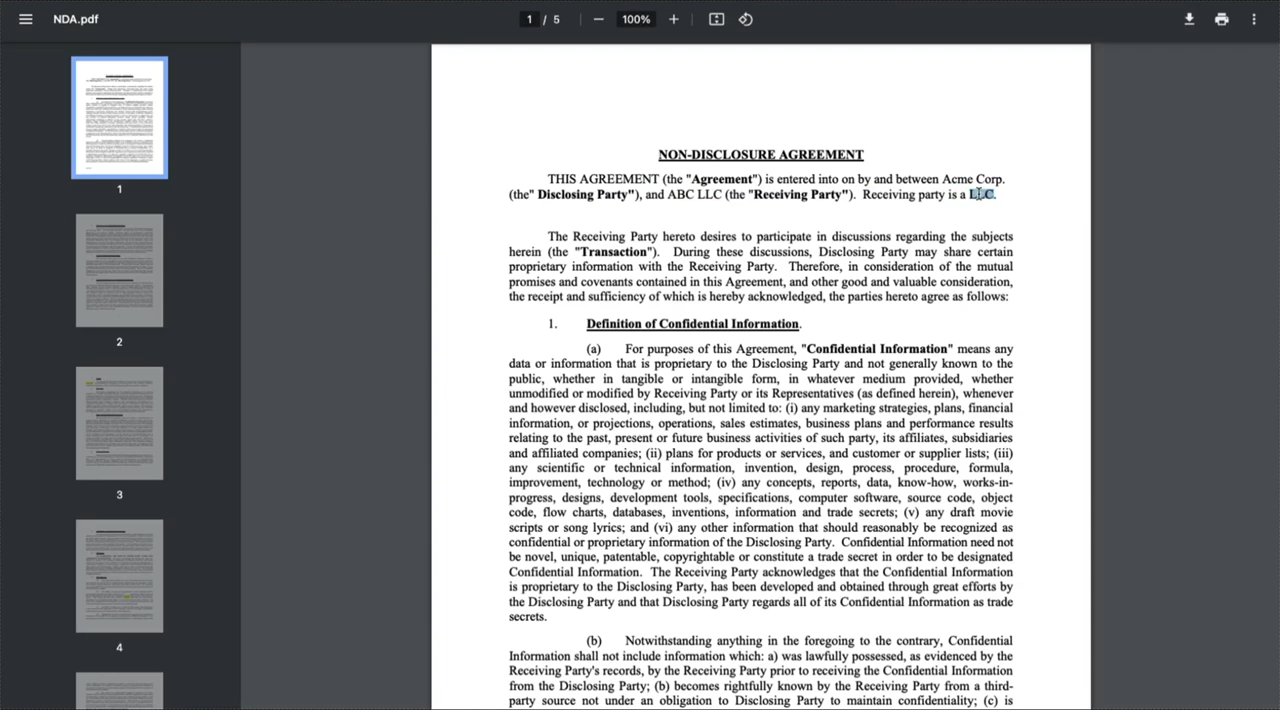 NDA.pdf
1 / 5
100%
1
2
3
4
NON-DISCLOSURE AGREEMENT
THIS AGREEMENT (the "Agreement") is entered into on by and between Acme Corp.
(the" Disclosing Party"), and ABC LLC (the "Receiving Party"). Receiving party is a LLC.
The Receiving Party hereto desires to participate in discussions regarding the subjects
herein (the "Transaction"). During these discussions, Disclosing Party may share certain
proprietary information with the Receiving Party. Therefore, in consideration of the mutual
promises and covenants contained in this Agreement, and other good and valuable consideration,
the receipt and sufficiency of which is hereby acknowledged, the parties hereto agree as follows:
1. Definition of Confidential Information.
(a) For purposes of this Agreement, "Confidential Information" means any
data or information that is proprietary to the Disclosing Party and not generally known to the
public, whether in tangible or intangible form, in whatever medium provided, whether
unmodified or modified by Receiving Party or its Representatives (as defined herein), whenever
and however disclosed, including, but not limited to: (i) any marketing strategies, plans, financial
information, or projections, operations, sales estimates, business plans and performance results
relating to the past, present or future business activities of such party, its affiliates, subsidiaries
and affiliated companies; (ii) plans for products or services, and customer or supplier lists; (iii)
any scientific or technical information, invention, design, process, procedure, formula,
improvement, technology or method; (iv) any concepts, reports, data, know-how, works-in-
progress, designs, development tools, specifications, computer software, source code, object
code, flow charts, databases, inventions, information and trade secrets; (v) any draft movie
scripts or song lyrics; and (vi) any other information that should reasonably be recognized as
confidential or proprietary information of the Disclosing Party. Confidential Information need not
be novel, unique, patentable, copyrightable or constitute a trade secret in order to be designated
Confidential Information. The Receiving Party acknowledges that the Confidential Information
is proprietary to the Disclosing Party, has been developed and obtained through great efforts by
the Disclosing Party and that Disclosing Party regards all of its Confidential Information as trade
secrets.
(b) Notwithstanding anything in the foregoing to the contrary, Confidential
Information shall not include information which: a) was lawfully possessed, as evidenced by the
Receiving Party's records, by the Receiving Party prior to receiving the Confidential Information
from the Disclosing Party; (b) becomes rightfully known by the Receiving Party from a third-
party source not under an obligation to Disclosing Party to maintain confidentiality; (c) is